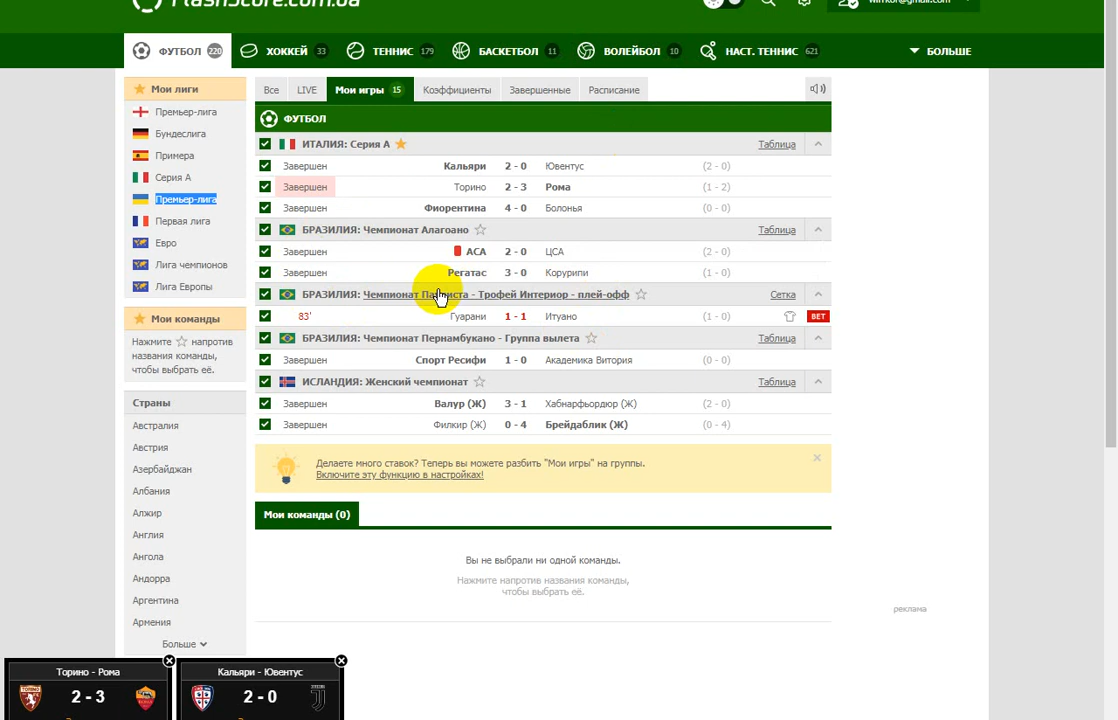 FlashScore.com.ua
ФУТБОЛ 220 ХОККЕЙ 33 ТЕННИС 179 БАСКЕТБОЛ 11 ВОЛЕЙБОЛ 10 НАСТ. ТЕННИС 621 БОЛЬШЕ
Мои лиги
Премьер-лига
Бундеслига
Примера
Серия А
Премьер-лига
Первая лига
Евро
Лига чемпионов
Лига Европы
Мои команды
Нажмите напротив
названия команды,
чтобы выбрать её.
Страны
Австралия
Австрия
Азербайджан
Албания
Алжир
Англия
Ангола
Андорра
Аргентина
Армения
Больше
Все LIVE Мои игры 15 Коэффициенты Завершенные Расписание
ФУТБОЛ
ИТАЛИЯ: Серия А Таблица
Завершен Кальяри 2 - 0 Ювентус (2 - 0)
Завершен Торино 2 - 3 Рома (1 - 2)
Завершен Фиорентина 4 - 0 Болонья (0 - 0)
БРАЗИЛИЯ: Чемпионат Алагоано Таблица
Завершен АСА 2 - 0 ЦСА (2 - 0)
Завершен Регатас 3 - 0 Корурипи (1 - 0)
БРАЗИЛИЯ: Чемпионат Паулиста - Трофей Интериор - плей-офф Сетка
83' Гуарани 1 - 1 Итуано (1 - 0) BET
БРАЗИЛИЯ: Чемпионат Пернамбукано - Группа вылета Таблица
Завершен Спорт Ресифи 1 - 0 Академика Витория (0 - 0)
ИСЛАНДИЯ: Женский чемпионат Таблица
Завершен Валур (Ж) 3 - 1 Хабнарфьордюр (Ж) (2 - 0)
Завершен Филкир (Ж) 0 - 4 Брейдаблик (Ж) (0 - 4)
Делаете много ставок? Теперь вы можете разбить "Мои игры" на группы.
Включите эту функцию в настройках!
Мои команды (0)
Вы не выбрали ни одной команды.
Нажмите напротив названия команды,
чтобы выбрать её.
реклама
Торино - Рома
2 - 3
Кальяри - Ювентус
2 - 0